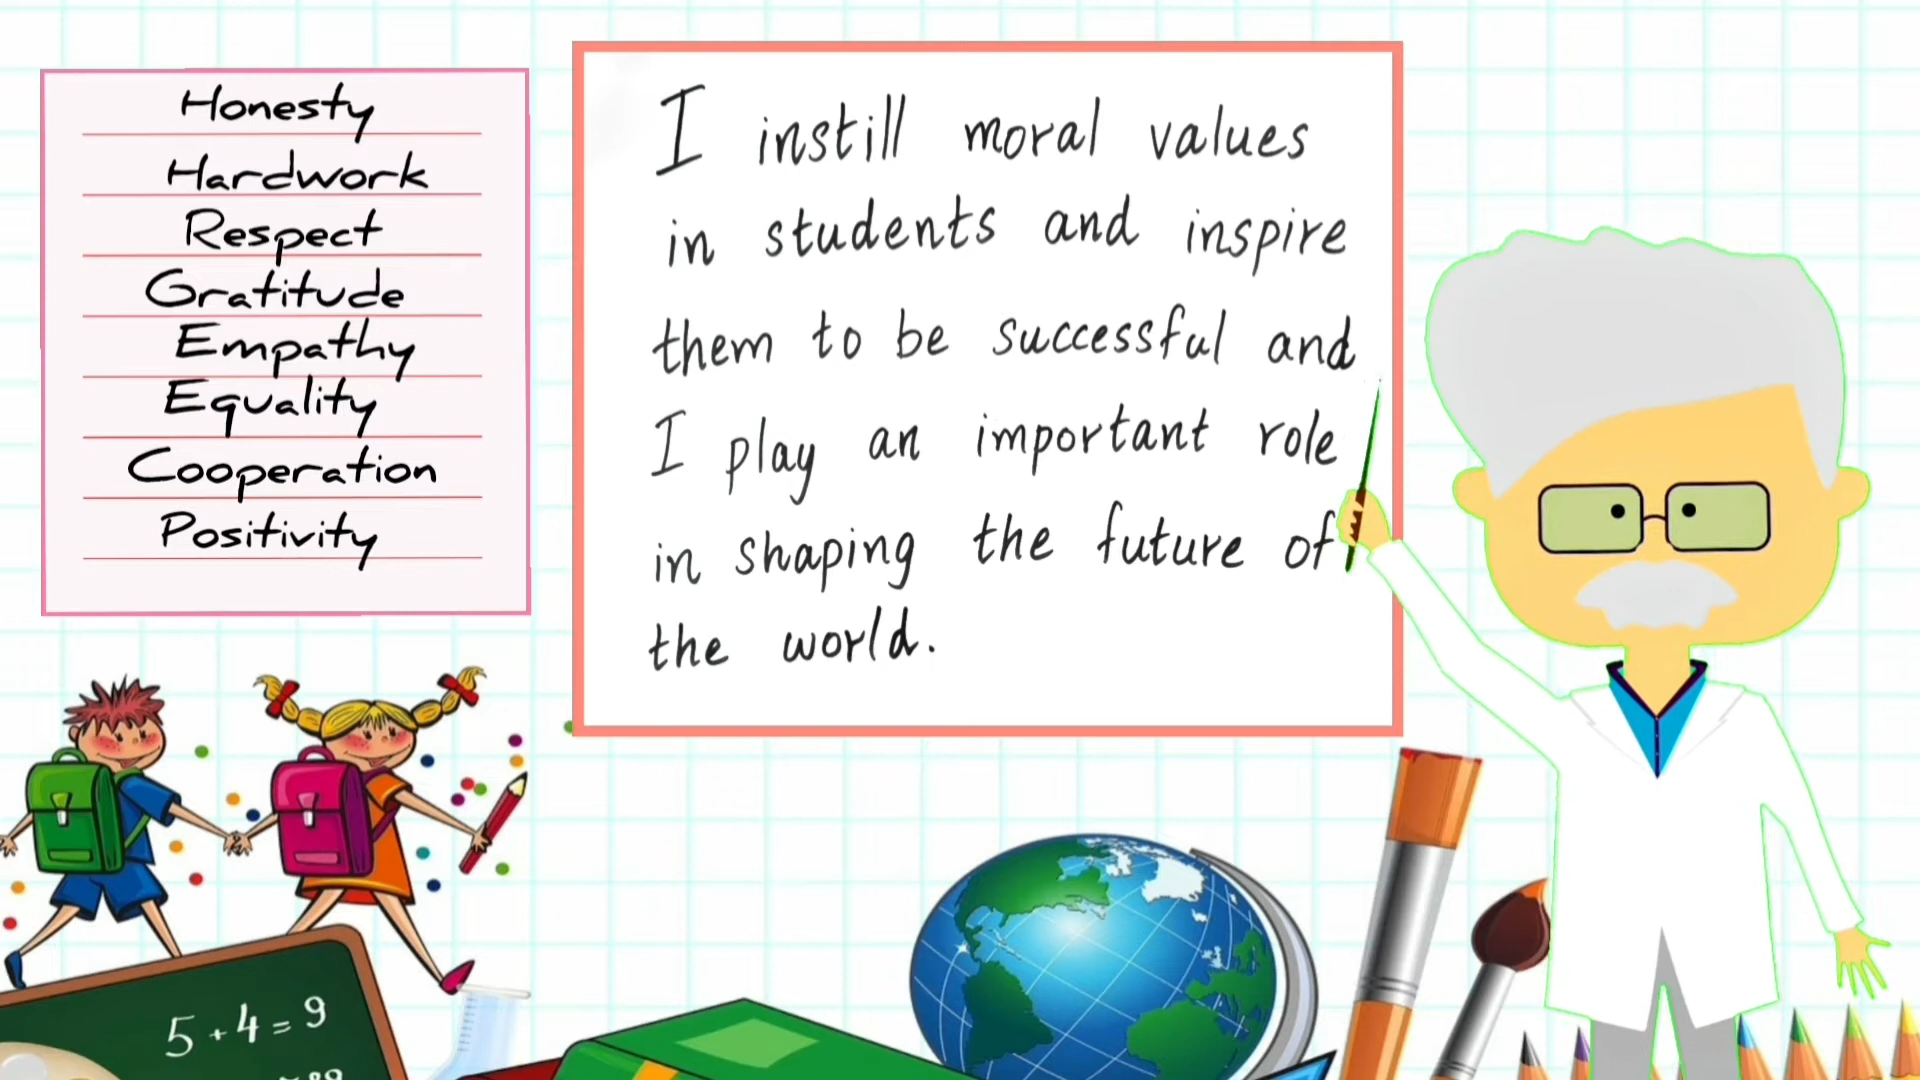 Honesty
Hardwork
Respect
Gratitude
Empathy
Equality
Cooperation
Positivity
I instill moral values
in students and inspire
them to be successful and
I play an important role
in shaping the future of
the world.
5+4=9